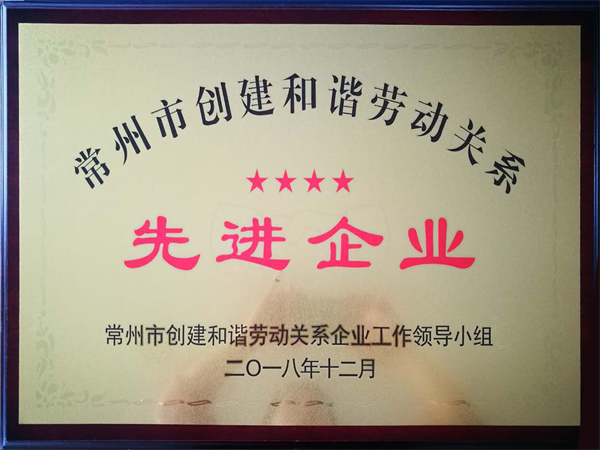 常州市创建和谐劳动关系
★★★★
先进企业
常州市创建和谐劳动关系企业工作领导小组
二〇一八年十二月